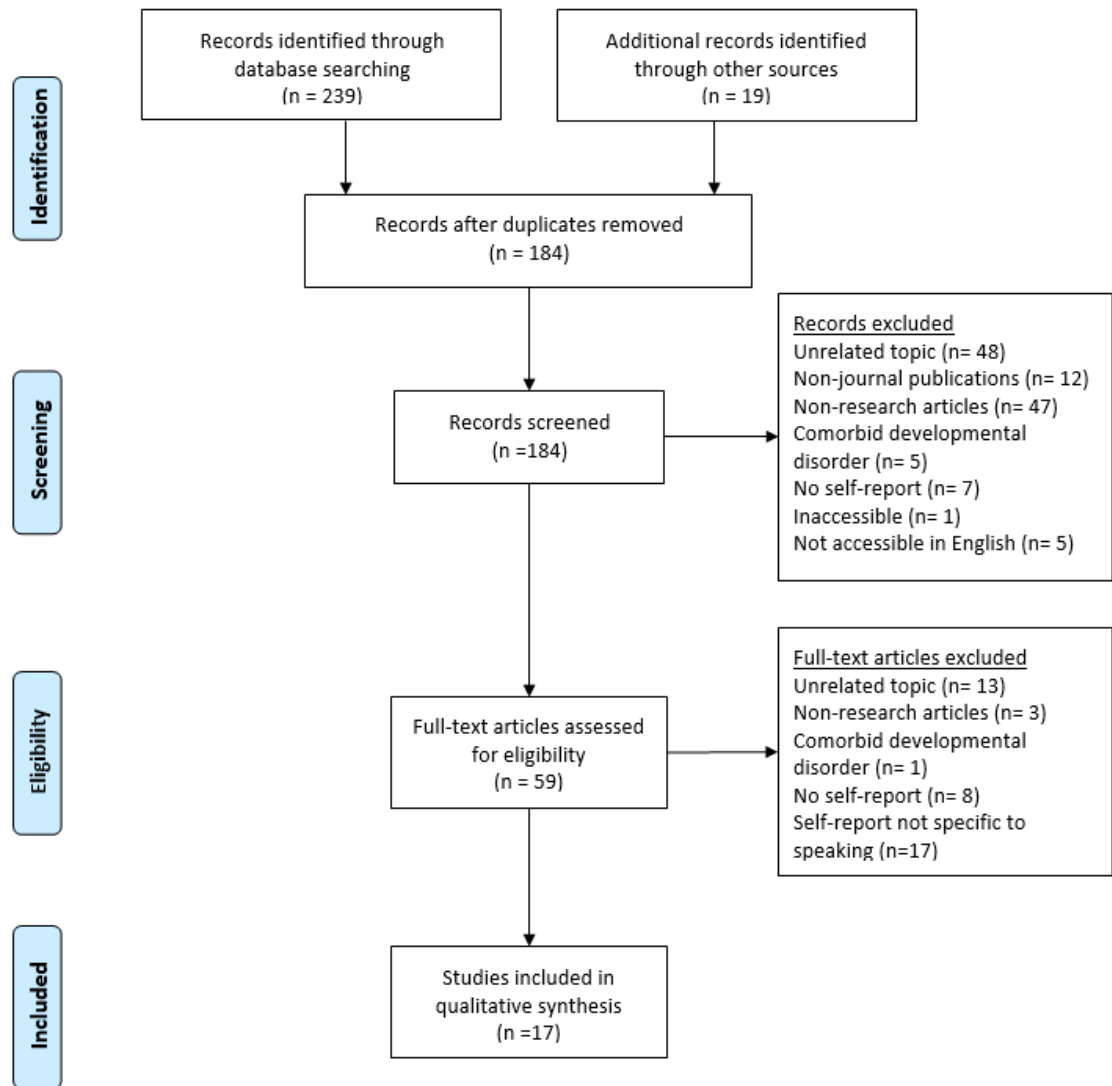 Records identified through
database searching
(n = 239)
Additional records identified
through other sources
(n = 19)
Identification
Records after duplicates removed
(n = 184)
Screening
Records screened
(n =184)
Records excluded
Unrelated topic (n= 48)
Non-journal publications (n= 12)
Non-research articles (n= 47)
Comorbid developmental
disorder (n= 5)
No self-report (n= 7)
Inaccessible (n= 1)
Not accessible in English (n= 5)
Eligibility
Full-text articles assessed
for eligibility
(n = 59)
Full-text articles excluded
Unrelated topic (n= 13)
Non-research articles (n= 3)
Comorbid developmental
disorder (n= 1)
No self-report (n= 8)
Self-report not specific to
speaking (n=17)
Included
Studies included in
qualitative synthesis
(n =17)